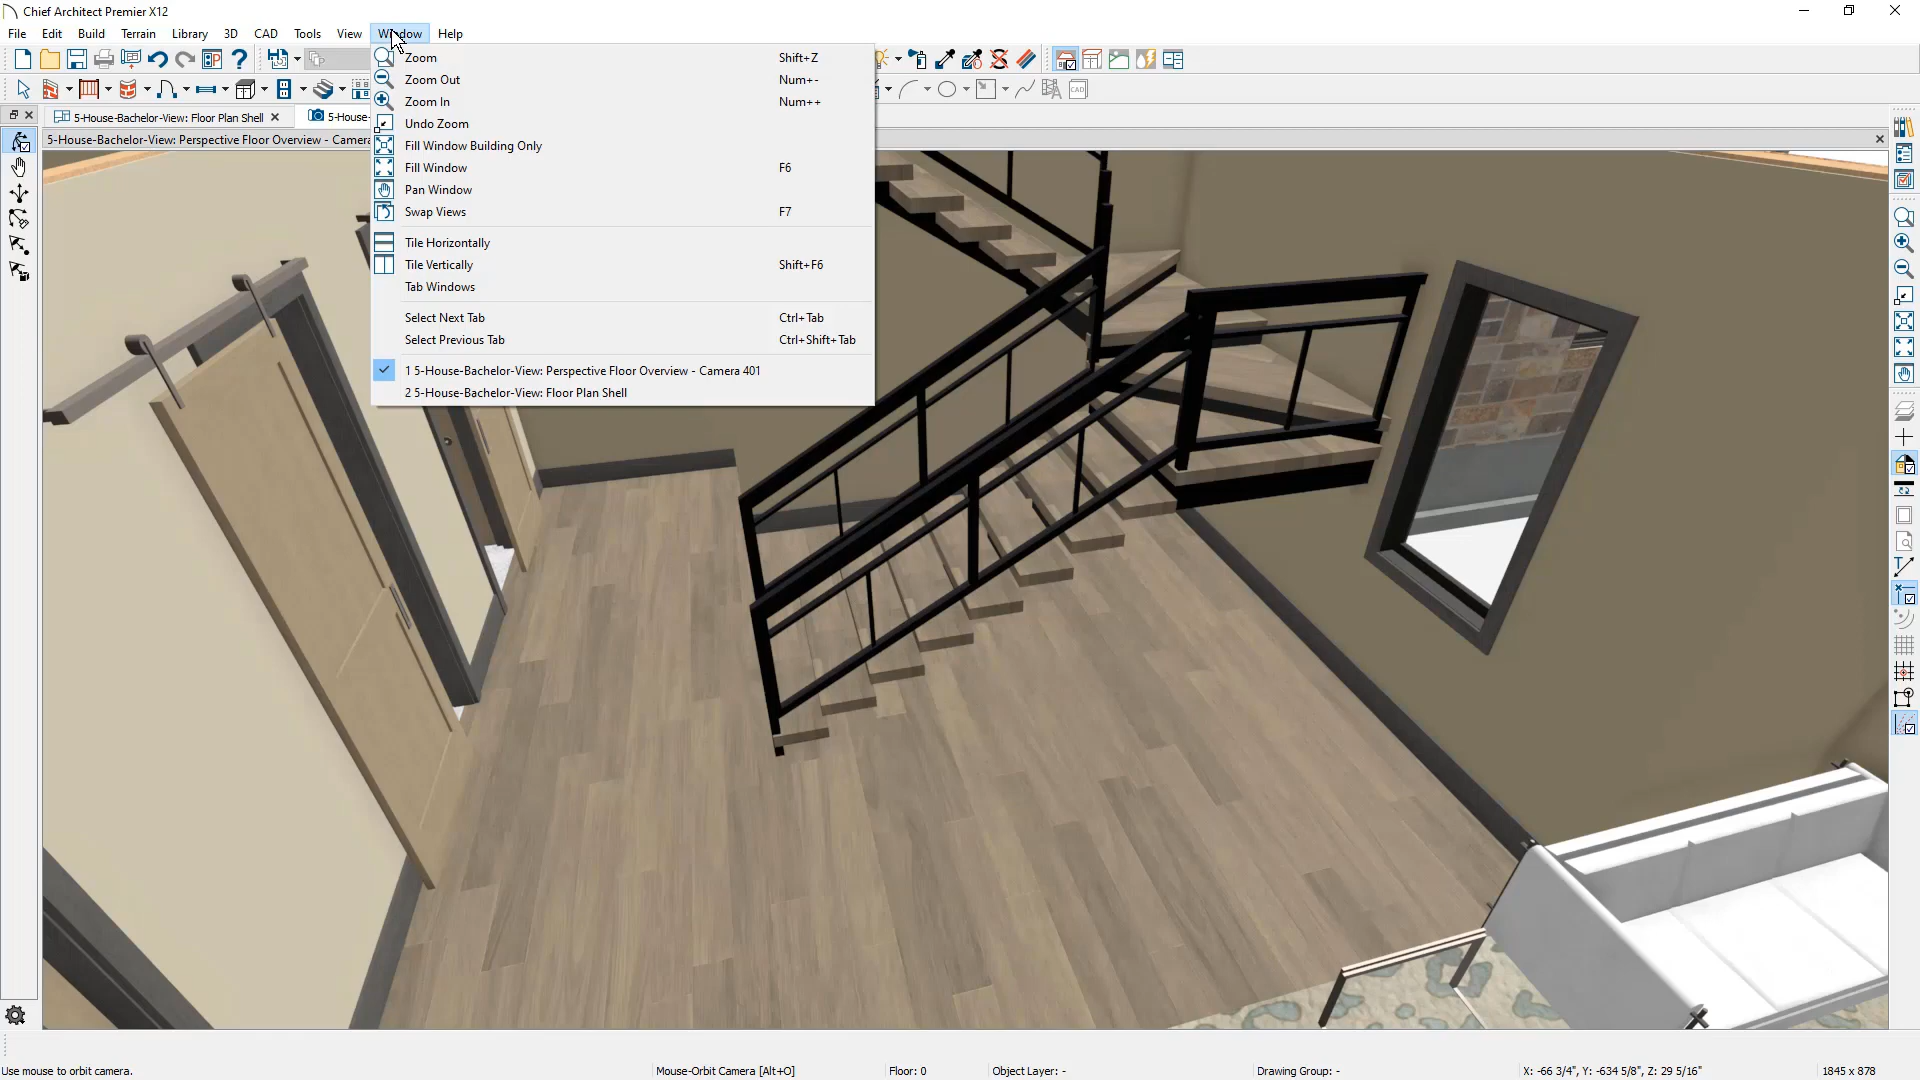 Chief Architect Premier X12
File Edit Build Terrain Library 3D CAD Tools View Window Help
Zoom Shift+Z
Zoom Out Num+-
Zoom In Num++
Undo Zoom
Fill Window Building Only
Fill Window F6
Pan Window
Swap Views F7
Tile Horizontally
Tile Vertically Shift+F6
Tab Windows
Select Next Tab Ctrl+Tab
Select Previous Tab Ctrl+Shift+Tab
1 5-House-Bachelor-View: Perspective Floor Overview - Camera 401
2 5-House-Bachelor-View: Floor Plan Shell
CAD
5-House-Bachelor-View: Floor Plan Shell
5-House-
5-House-Bachelor-View: Perspective Floor Overview - Camera
Use mouse to orbit camera. Mouse-Orbit Camera [Alt+O] Floor: 0 Object Layer: - Drawing Group: - X: -66 3/4", Y: -634 5/8", Z: 29 5/16" 1845 x 878